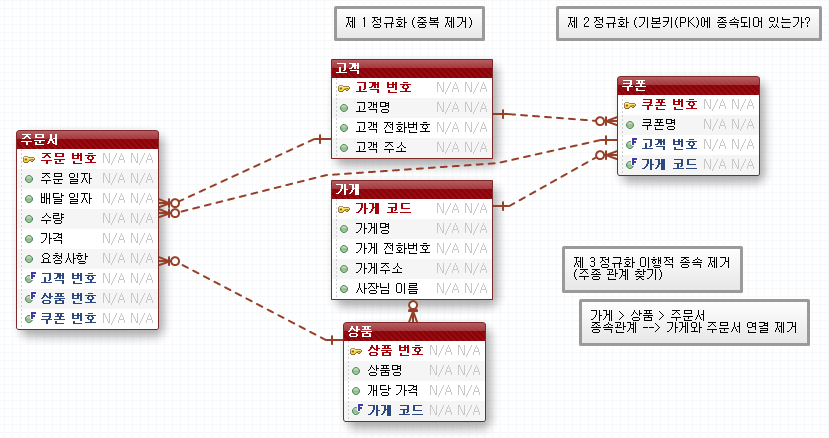 제 1 정규화 (중복 제거)
제 2 정규화 (기본키(PK)에 종속되어 있는가?
고객
고객 번호 N/A N/A
고객명 N/A N/A
고객 전화번호 N/A N/A
고객 주소 N/A N/A
쿠폰
쿠폰 번호 N/A N/A
쿠폰명 N/A N/A
고객 번호 N/A N/A
가게 코드 N/A N/A
주문서
주문 번호 N/A N/A
주문 일자 N/A N/A
배달 일자 N/A N/A
수량 N/A N/A
가격 N/A N/A
요청사항 N/A N/A
고객 번호 N/A N/A
상품 번호 N/A N/A
쿠폰 번호 N/A N/A
가게
가게 코드 N/A N/A
가게명 N/A N/A
가게 전화번호 N/A N/A
가게주소 N/A N/A
사장님 이름 N/A N/A
제 3 정규화 이행적 종속 제거
(주종 관계 찾기)
가게 > 상품 > 주문서
종속관계 --> 가게와 주문서 연결 제거
상품
상품 번호 N/A N/A
상품명 N/A N/A
개당 가격 N/A N/A
가게 코드 N/A N/A